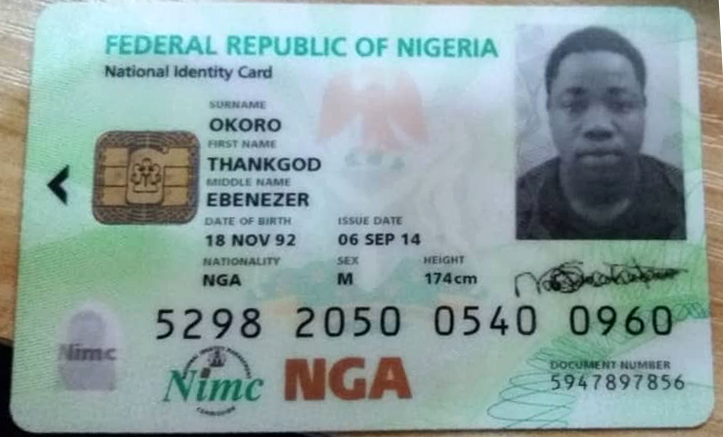 FEDERAL REPUBLIC OF NIGERIA
National Identity Card
SURNAME
OKORO
FIRST NAME
THANKGOD
MIDDLE NAME
EBENEZER
DATE OF BIRTH ISSUE DATE
18 NOV 92 06 SEP 14
NATIONALITY SEX HEIGHT
NGA M 174cm
5298 2050 0540 0960
Nimc
Nimc NGA
COMMISSION
DOCUMENT NUMBER
5947897856